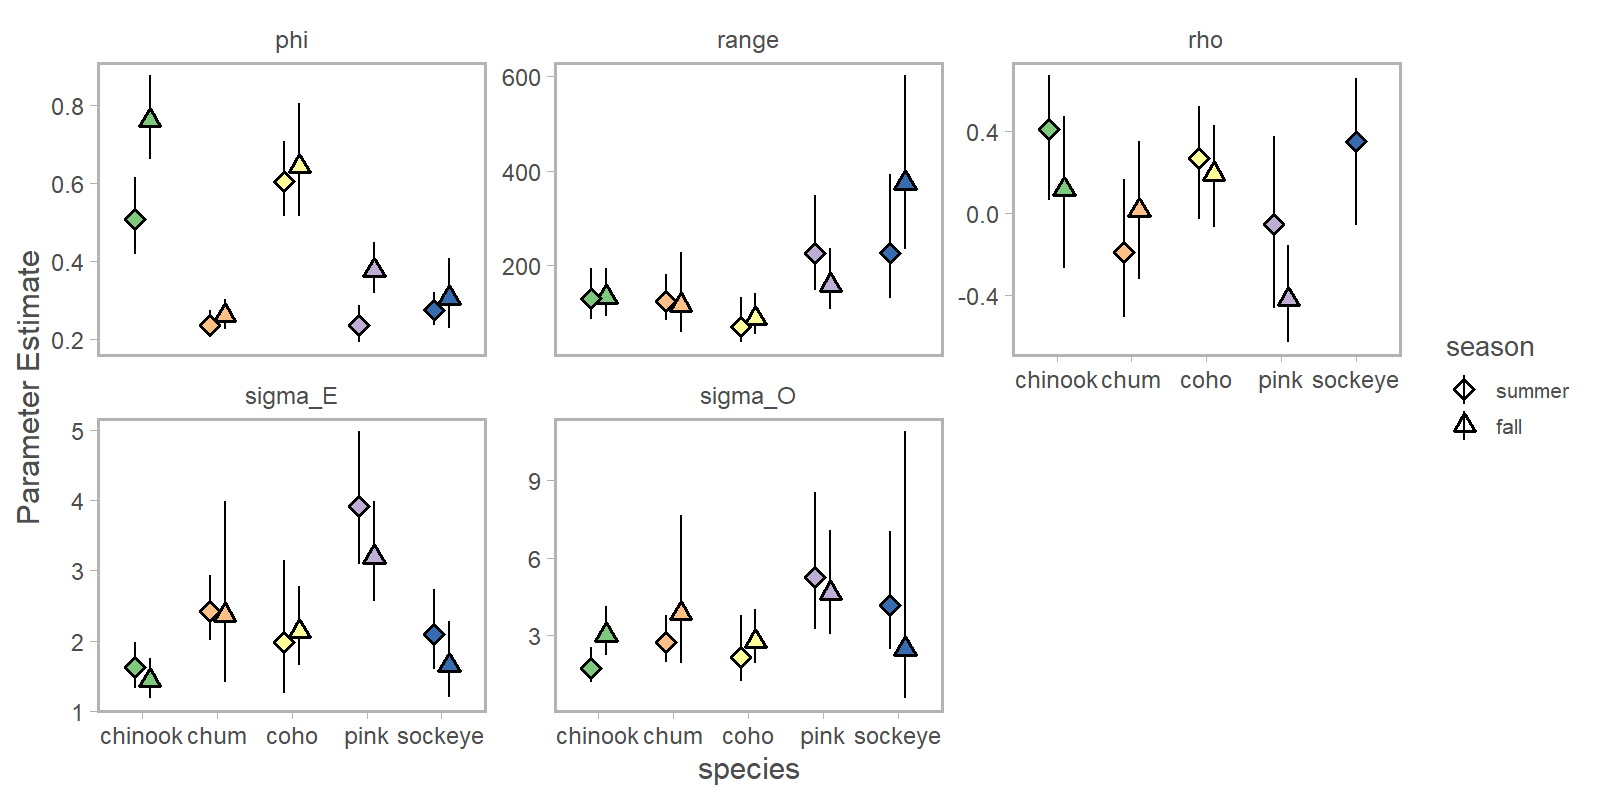 phi
range
rho
Parameter Estimate
0.8
0.6
0.4
0.2
600
400
200
0.4
0.0
-0.4
chinook chum coho pink sockeye
sigma_E
sigma_O
5
4
3
2
1
9
6
3
chinook chum coho pink sockeye
chinook chum coho pink sockeye
species
season
summer
fall